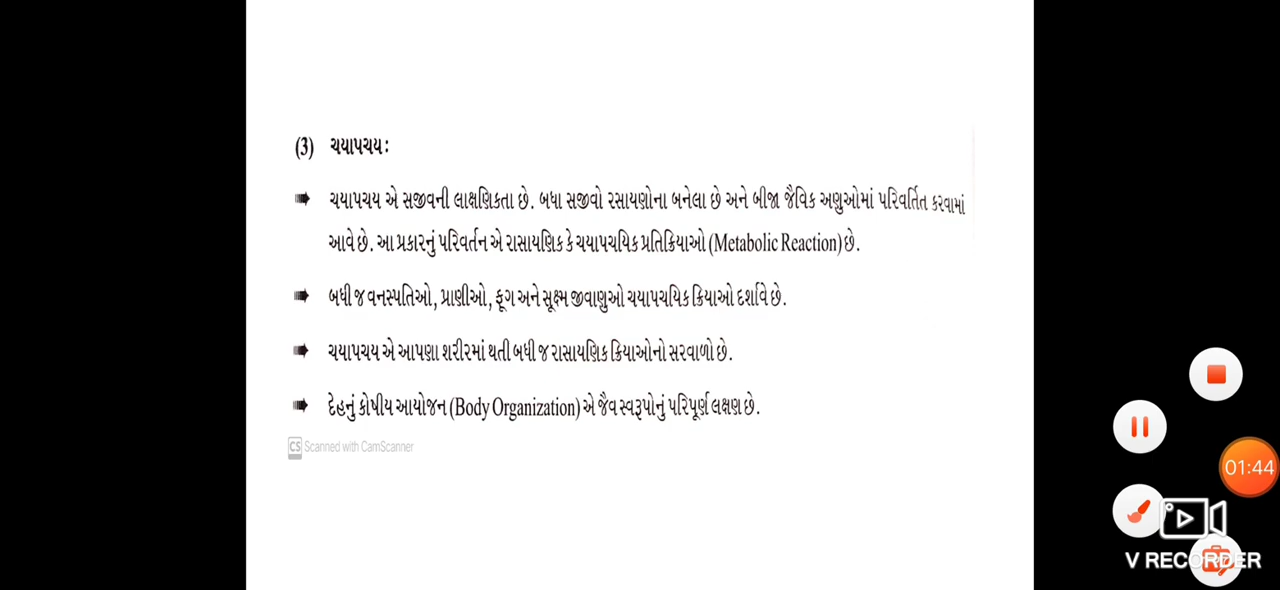 (3) ચયાપચય:
➠ ચયાપચય એ સજીવની લાક્ષણિકતા છે. બધા સજીવો રસાયણોના બનેલા છે અને બીજા જૈવિક અણુઓમાં પરિવર્તિત કરવામાં
આવે છે. આ પ્રકારનું પરિવર્તન એ રાસાયણિક કે ચયાપચયિક પ્રતિક્રિયાઓ (Metabolic Reaction) છે.
➠ બધી જ વનસ્પતિઓ, પ્રાણીઓ, ફૂગ અને સૂક્ષ્મ જીવાણુઓ ચયાપચયિક ક્રિયાઓ દર્શાવે છે.
➠ ચયાપચય એ આપણા શરીરમાં થતી બધી જ રાસાયણિક ક્રિયાઓનો સરવાળો છે.
➠ દેહનું કોષીય આયોજન (Body Organization) એ જૈવ સ્વરૂપોનું પરિપૂર્ણ લક્ષણ છે.
CS Scanned with CamScanner
01:44
V RECORDER